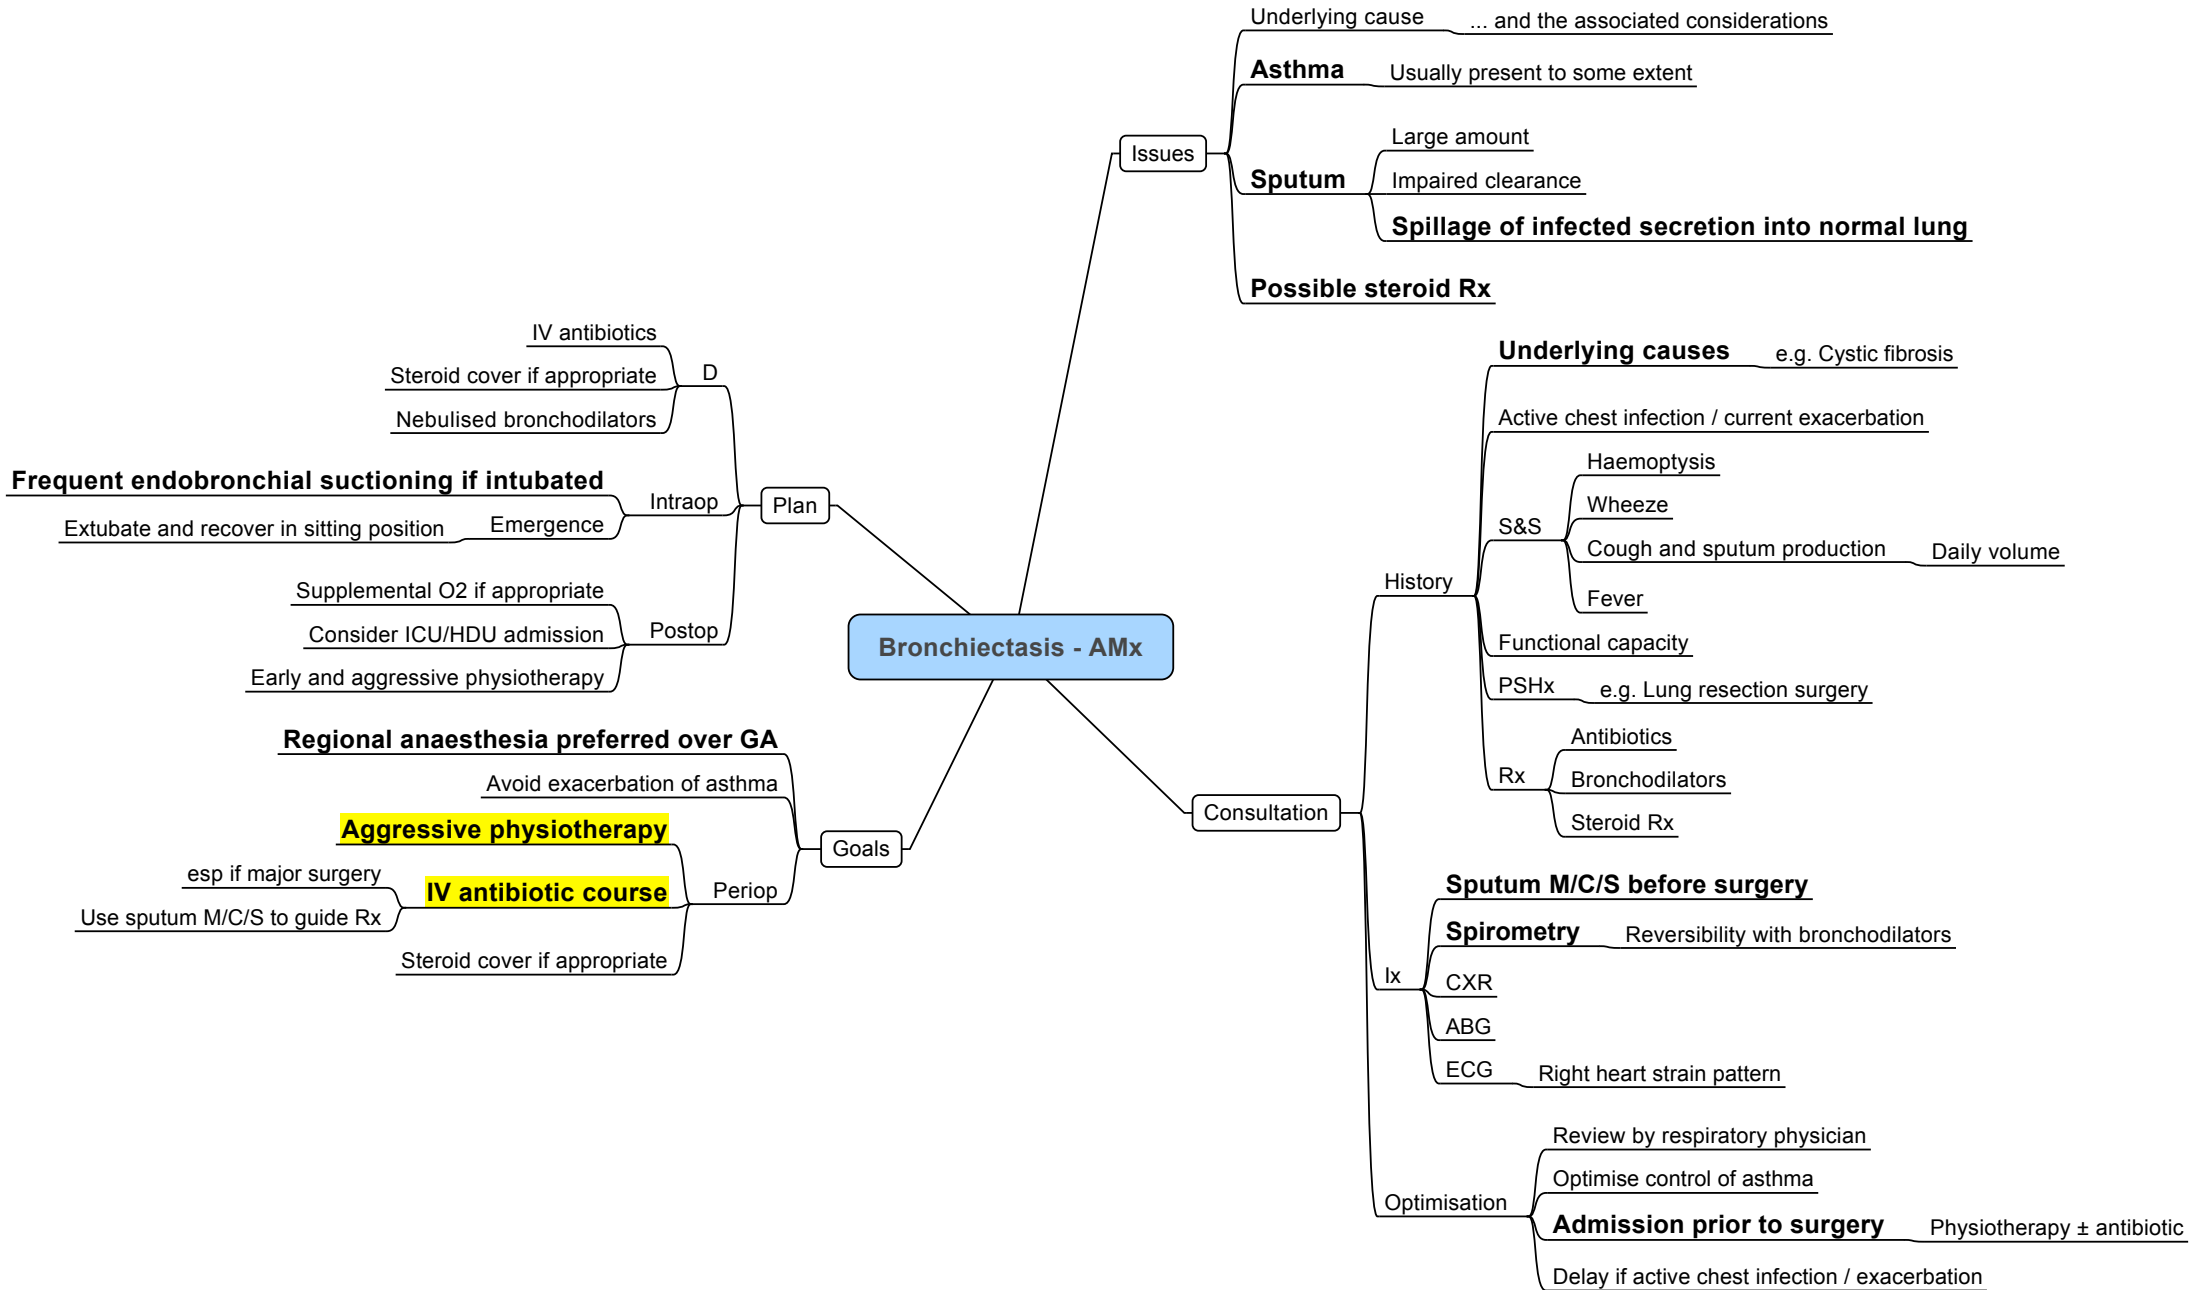 Bronchiectasis - AMx
Issues
Underlying cause
... and the associated considerations
Asthma
Usually present to some extent
Sputum
Large amount
Impaired clearance
Spillage of infected secretion into normal lung
Possible steroid Rx
Consultation
History
Underlying causes
e.g. Cystic fibrosis
Active chest infection / current exacerbation
S&S
Haemoptysis
Wheeze
Cough and sputum production
Daily volume
Fever
Functional capacity
PSHx
e.g. Lung resection surgery
Rx
Antibiotics
Bronchodilators
Steroid Rx
Ix
Sputum M/C/S before surgery
Spirometry
Reversibility with bronchodilators
CXR
ABG
ECG
Right heart strain pattern
Optimisation
Review by respiratory physician
Optimise control of asthma
Admission prior to surgery
Physiotherapy ± antibiotic
Delay if active chest infection / exacerbation
Goals
Regional anaesthesia preferred over GA
Avoid exacerbation of asthma
Periop
Aggressive physiotherapy
IV antibiotic course
esp if major surgery
Use sputum M/C/S to guide Rx
Steroid cover if appropriate
Plan
D
IV antibiotics
Steroid cover if appropriate
Nebulised bronchodilators
Intraop
Frequent endobronchial suctioning if intubated
Emergence
Extubate and recover in sitting position
Postop
Supplemental O2 if appropriate
Consider ICU/HDU admission
Early and aggressive physiotherapy